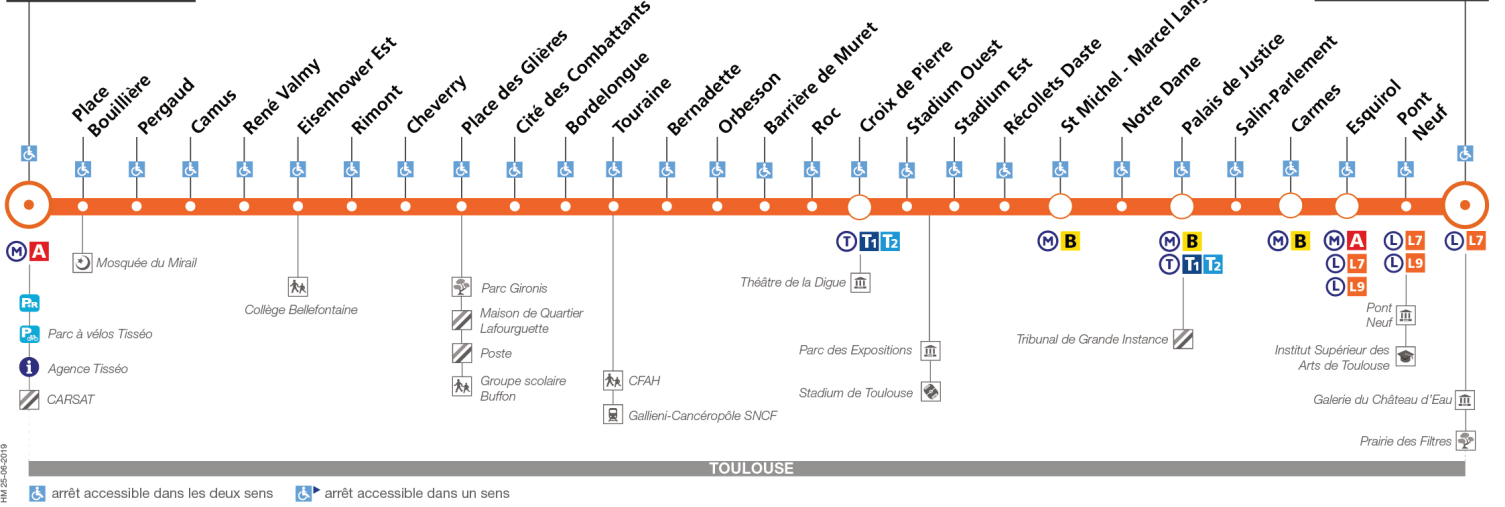 Place
Bouillière
Pergaud
Camus
René Valmy
Eisenhower Est
Rimont
Cheverry
Place des Glières
Cité des Combattants
Bordelongue
Touraine
Bernadette
Orbesson
Barrière de Muret
Roc
Croix de Pierre
Stadium Ouest
Stadium Est
Récollets Daste
St Michel - Marcel
Notre Dame
Palais de Justice
Salin-Parlement
Carmes
Esquirol
Pont
Neuf
M A
T T1 T2
M B
M B
T T1 T2
M B
M A
L L7
L L9
L L7
L L9
L L7
Mosquée du Mirail
Collège Bellefontaine
P+R
P
Parc à vélos Tisséo
i
Agence Tisséo
CARSAT
Parc Gironis
Maison de Quartier
Lafourguette
Poste
Groupe scolaire
Buffon
CFAH
Gallieni-Cancéropôle SNCF
Théâtre de la Digue
Parc des Expositions
Stadium de Toulouse
Tribunal de Grande Instance
Pont
Neuf
Institut Supérieur des
Arts de Toulouse
Galerie du Château d'Eau
Prairie des Filtres
TOULOUSE
HM 25-06-2019
arrêt accessible dans les deux sens
arrêt accessible dans un sens